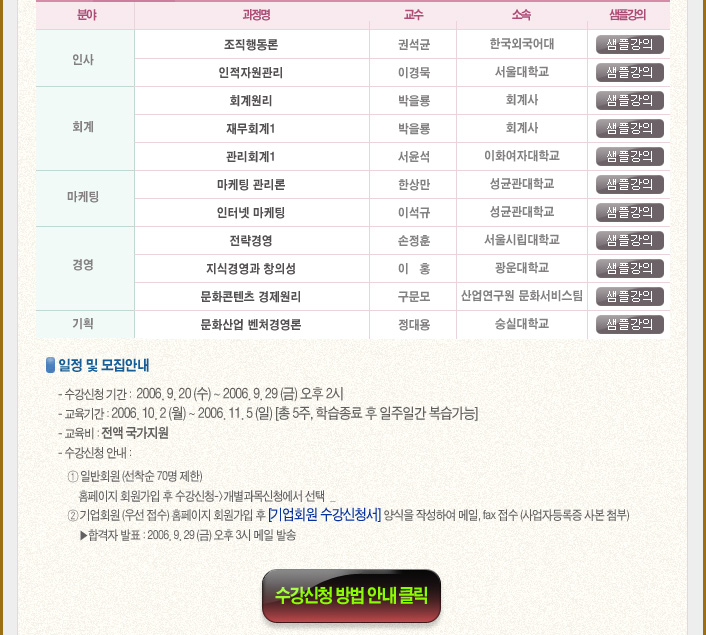 분야 과정명 교수 소속 샘플강의
인사 조직행동론 권석균 한국외국어대 샘플강의
인적자원관리 이경묵 서울대학교 샘플강의
회계 회계원리 박을룡 회계사 샘플강의
재무회계1 박을룡 회계사 샘플강의
관리회계1 서윤석 이화여자대학교 샘플강의
마케팅 마케팅 관리론 한상만 성균관대학교 샘플강의
인터넷 마케팅 이석규 성균관대학교 샘플강의
경영 전략경영 손정훈 서울시립대학교 샘플강의
지식경영과 창의성 이 홍 광운대학교 샘플강의
문화콘텐츠 경제원리 구문모 산업연구원 문화서비스팀 샘플강의
기획 문화산업 벤처경영론 정대용 숭실대학교 샘플강의
일정 및 모집안내
- 수강신청 기간 : 2006. 9. 20 (수) ~ 2006. 9. 29 (금) 오후 2시
- 교육기간 : 2006. 10. 2 (월) ~ 2006. 11. 5 (일) [총 5주, 학습종료 후 일주일간 복습가능]
- 교육비 : 전액 국가지원
- 수강신청 안내 :
① 일반회원 (선착순 70명 제한)
홈페이지 회원가입 후 수강신청->개별과목신청에서 선택 _
② 기업회원 (우선 접수) 홈페이지 회원가입 후 [기업회원 수강신청서] 양식을 작성하여 메일, fax 접수 (사업자등록증 사본 첨부)
▶합격자 발표 : 2006. 9. 29 (금) 오후 3시 메일 발송
수강신청 방법 안내 클릭